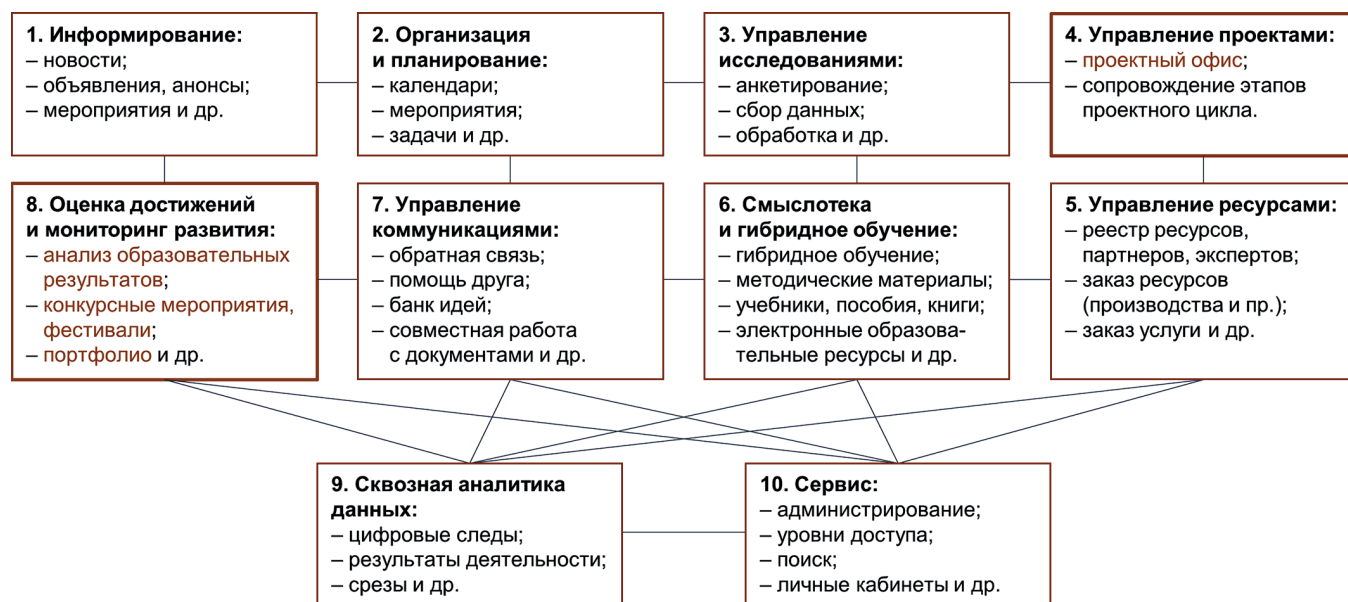 1. Информирование:
– новости;
– объявления, анонсы;
– мероприятия и др.
2. Организация
и планирование:
– календари;
– мероприятия;
– задачи и др.
3. Управление
исследованиями:
– анкетирование;
– сбор данных;
– обработка и др.
4. Управление проектами:
– проектный офис;
– сопровождение этапов
проектного цикла.
8. Оценка достижений
и мониторинг развития:
– анализ образовательных
результатов;
– конкурсные мероприятия,
фестивали;
– портфолио и др.
7. Управление
коммуникациями:
– обратная связь;
– помощь друга;
– банк идей;
– совместная работа
с документами и др.
6. Смыслотека
и гибридное обучение:
– гибридное обучение;
– методические материалы;
– учебники, пособия, книги;
– электронные образова-
тельные ресурсы и др.
5. Управление ресурсами:
– реестр ресурсов,
партнеров, экспертов;
– заказ ресурсов
(производства и пр.);
– заказ услуги и др.
9. Сквозная аналитика
данных:
– цифровые следы;
– результаты деятельности;
– срезы и др.
10. Сервис:
– администрирование;
– уровни доступа;
– поиск;
– личные кабинеты и др.